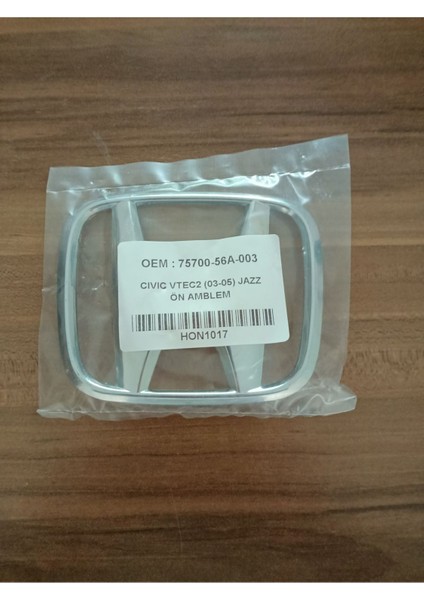 OEM : 75700-56A-003
CIVIC VTEC2 (03-05) JAZZ
ÖN AMBLEM
HON1017